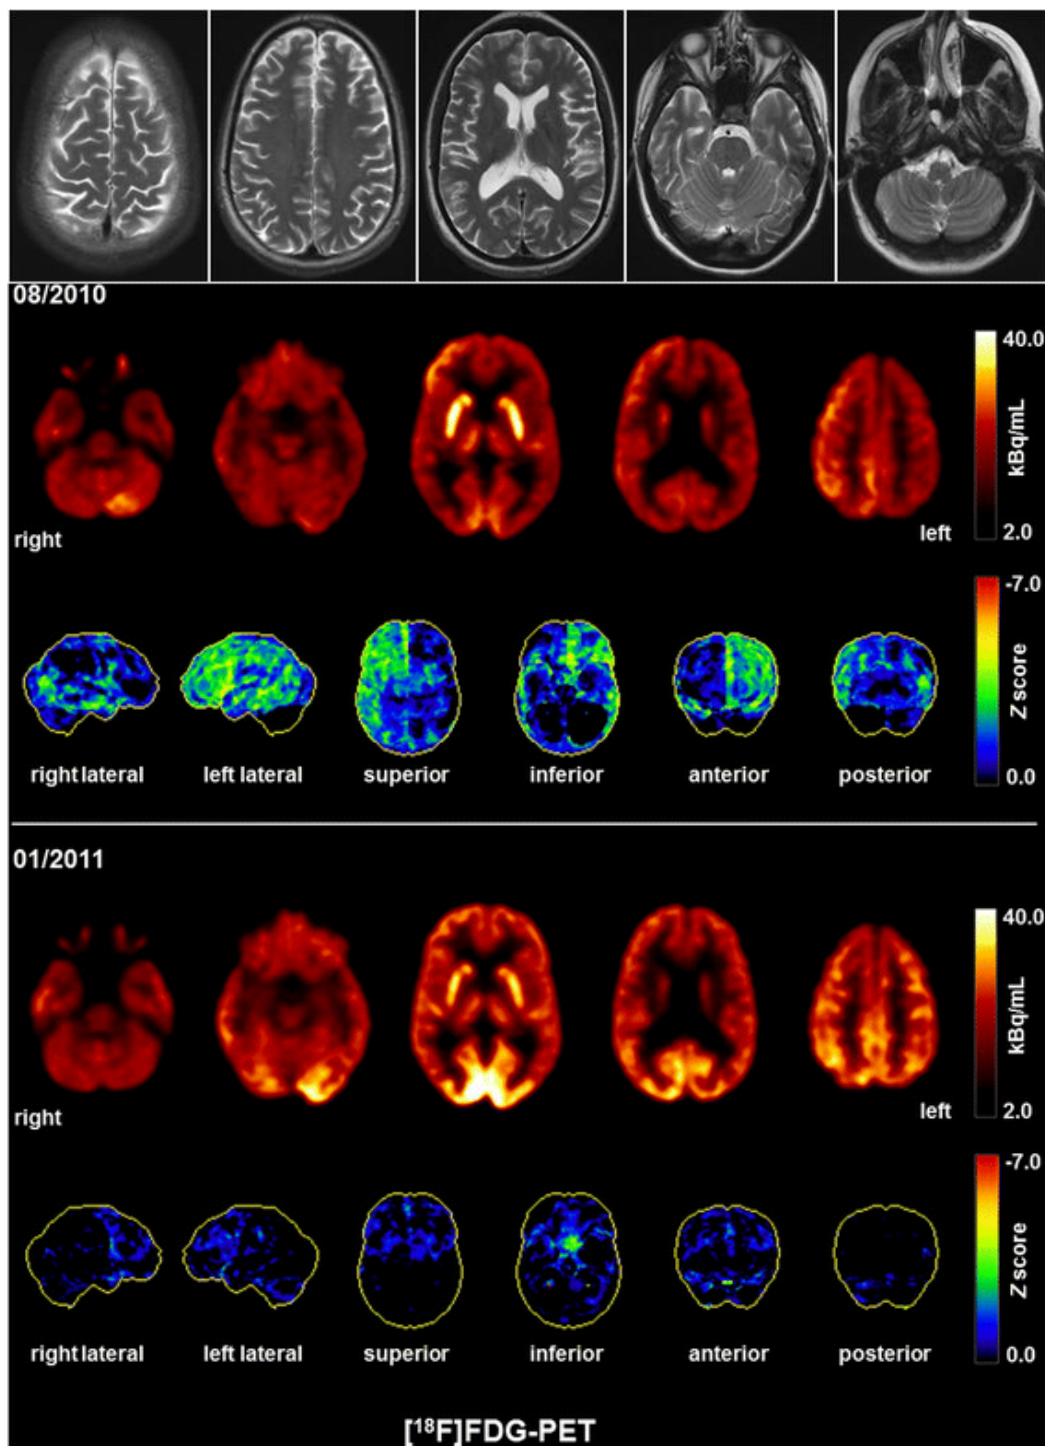 08/2010
40.0
kBq/mL
2.0
right
left
-7.0
Z score
0.0
right lateral left lateral superior inferior anterior posterior
01/2011
40.0
kBq/mL
2.0
right
left
-7.0
Z score
0.0
right lateral left lateral superior inferior anterior posterior
[¹⁸F]FDG-PET